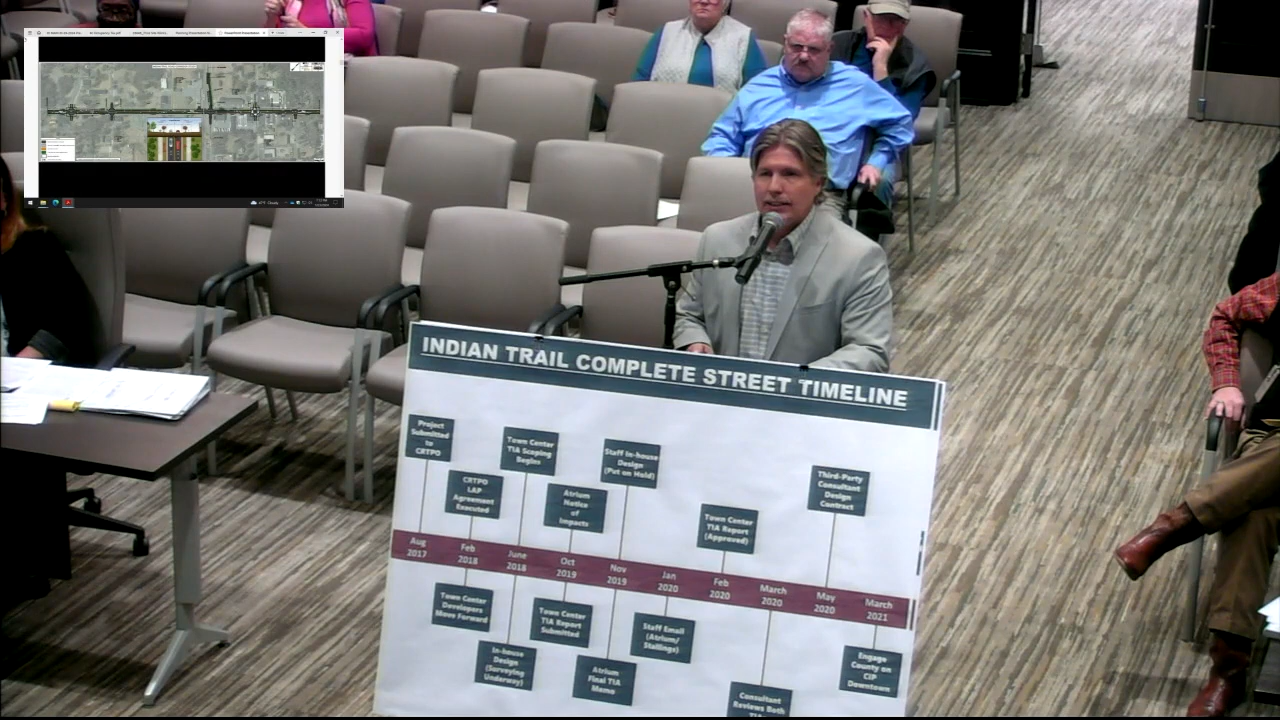 INDIAN TRAIL COMPLETE STREET TIMELINE
Project
Submitted
to
CRTPO
CRTPO
LAP
Agreement
Executed
Town Center
TIA Scoping
Begins
Atrium
Notice
of
Impacts
Staff In-house
Design
(Put on Hold)
Town Center
TIA Report
(Approved)
Third-Party
Consultant
Design
Contract
Aug
2017
Feb
2018
June
2018
Oct
2019
Nov
2019
Jan
2020
Feb
2020
March
2020
May
2020
March
2021
Town Center
Developers
Move Forward
In-house
Design
(Surveying
Underway)
Town Center
TIA Report
Submitted
Atrium
Final TIA
Memo
Staff Email
(Atrium/
Stallings)
Consultant
Reviews Both
Engage
County on
CIP
Downtown